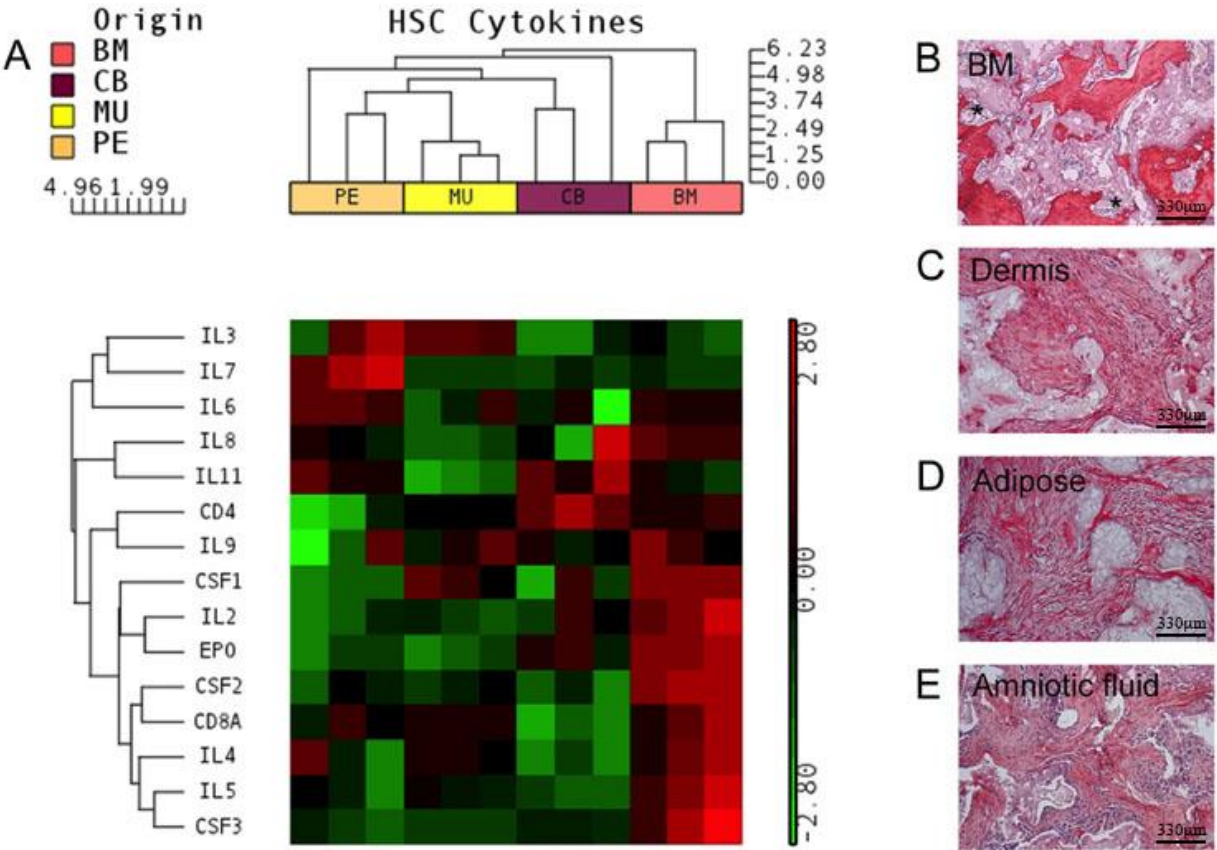 A
Origin
BM
CB
MU
PE
4.96 1.99
HSC Cytokines
6.23
4.98
3.74
2.49
1.25
0.00
PE MU CB BM
IL3
IL7
IL6
IL8
IL11
CD4
IL9
CSF1
IL2
EPO
CSF2
CD8A
IL4
IL5
CSF3
2.80
0.00
-2.80
B BM
*
*
330µm
C Dermis
330µm
D Adipose
330µm
E Amniotic fluid
330µm